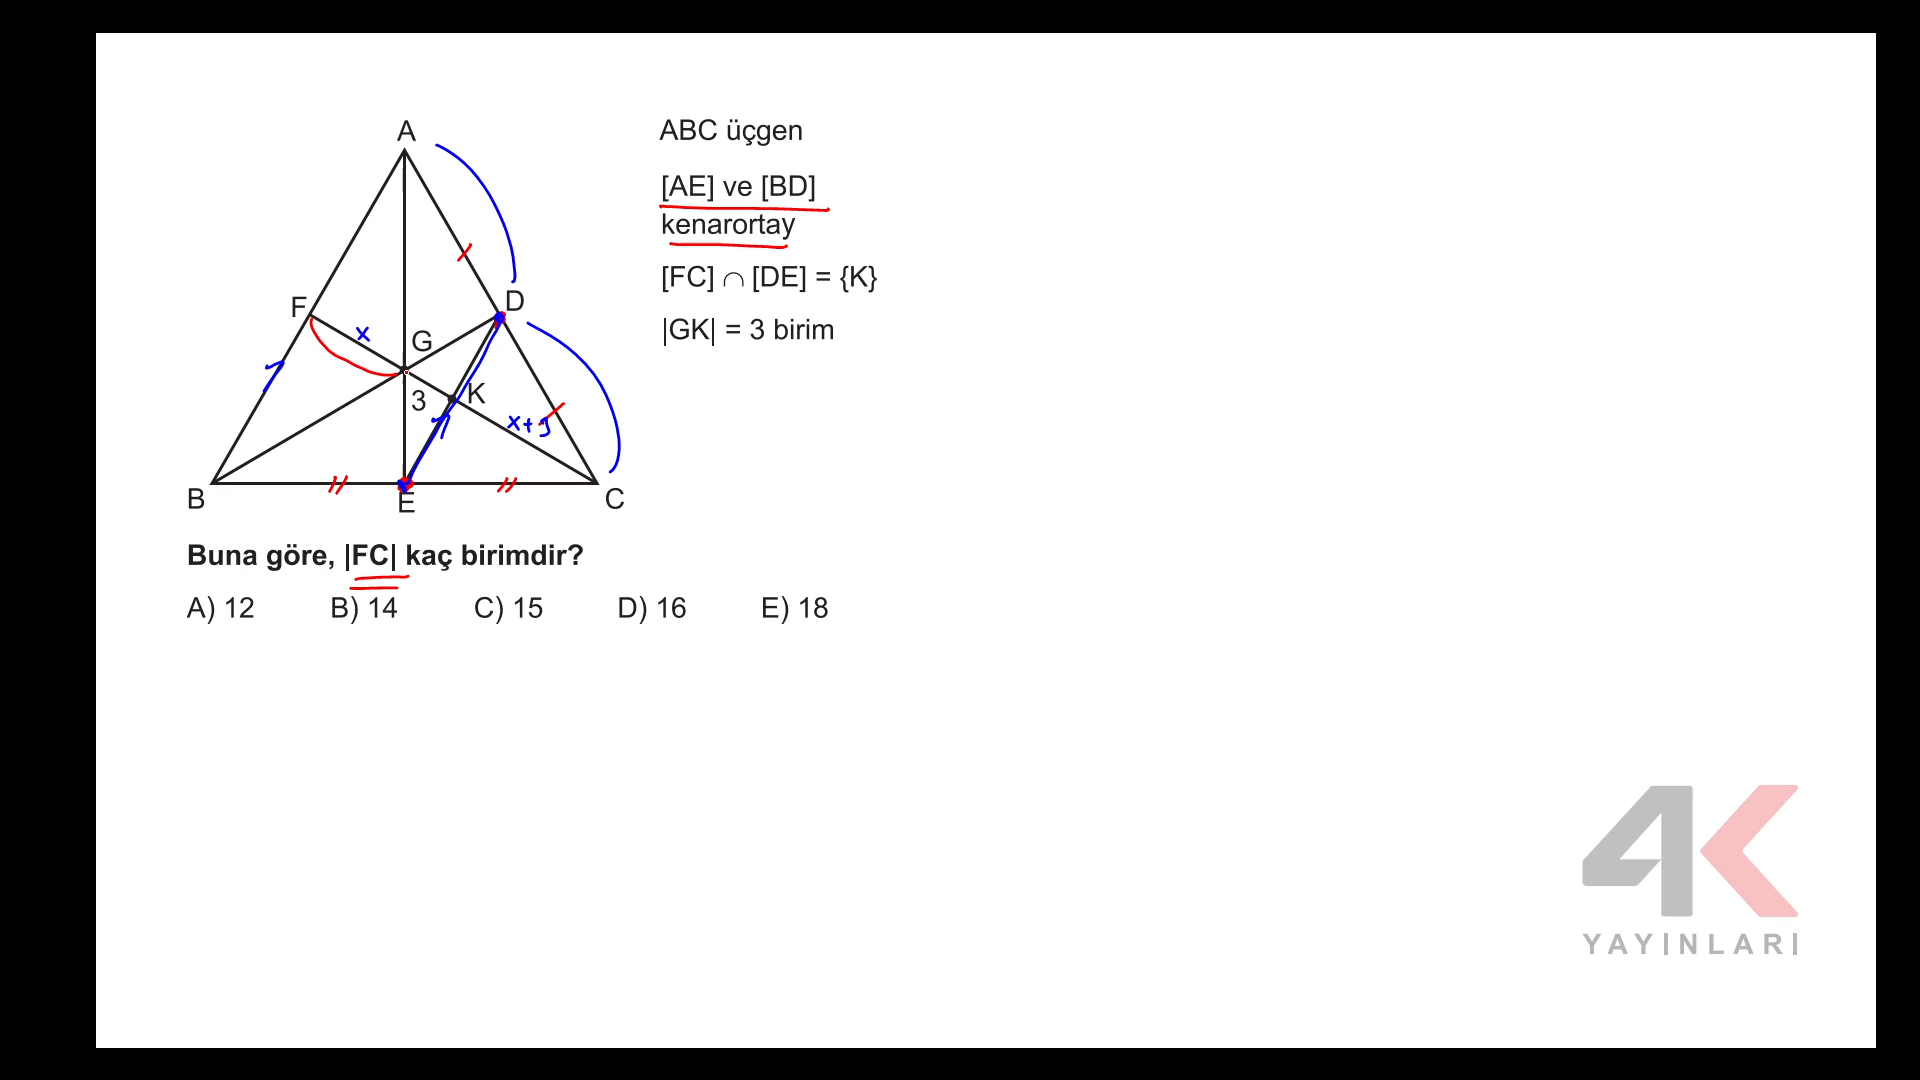 A
F
x
D
G
3
K
x+3
B
E
C
ABC üçgen
[AE] ve [BD]
kenarortay
[FC] ∩ [DE] = {K}
|GK| = 3 birim
Buna göre, |FC| kaç birimdir?
A) 12 B) 14 C) 15 D) 16 E) 18
4K
YAYINLARI